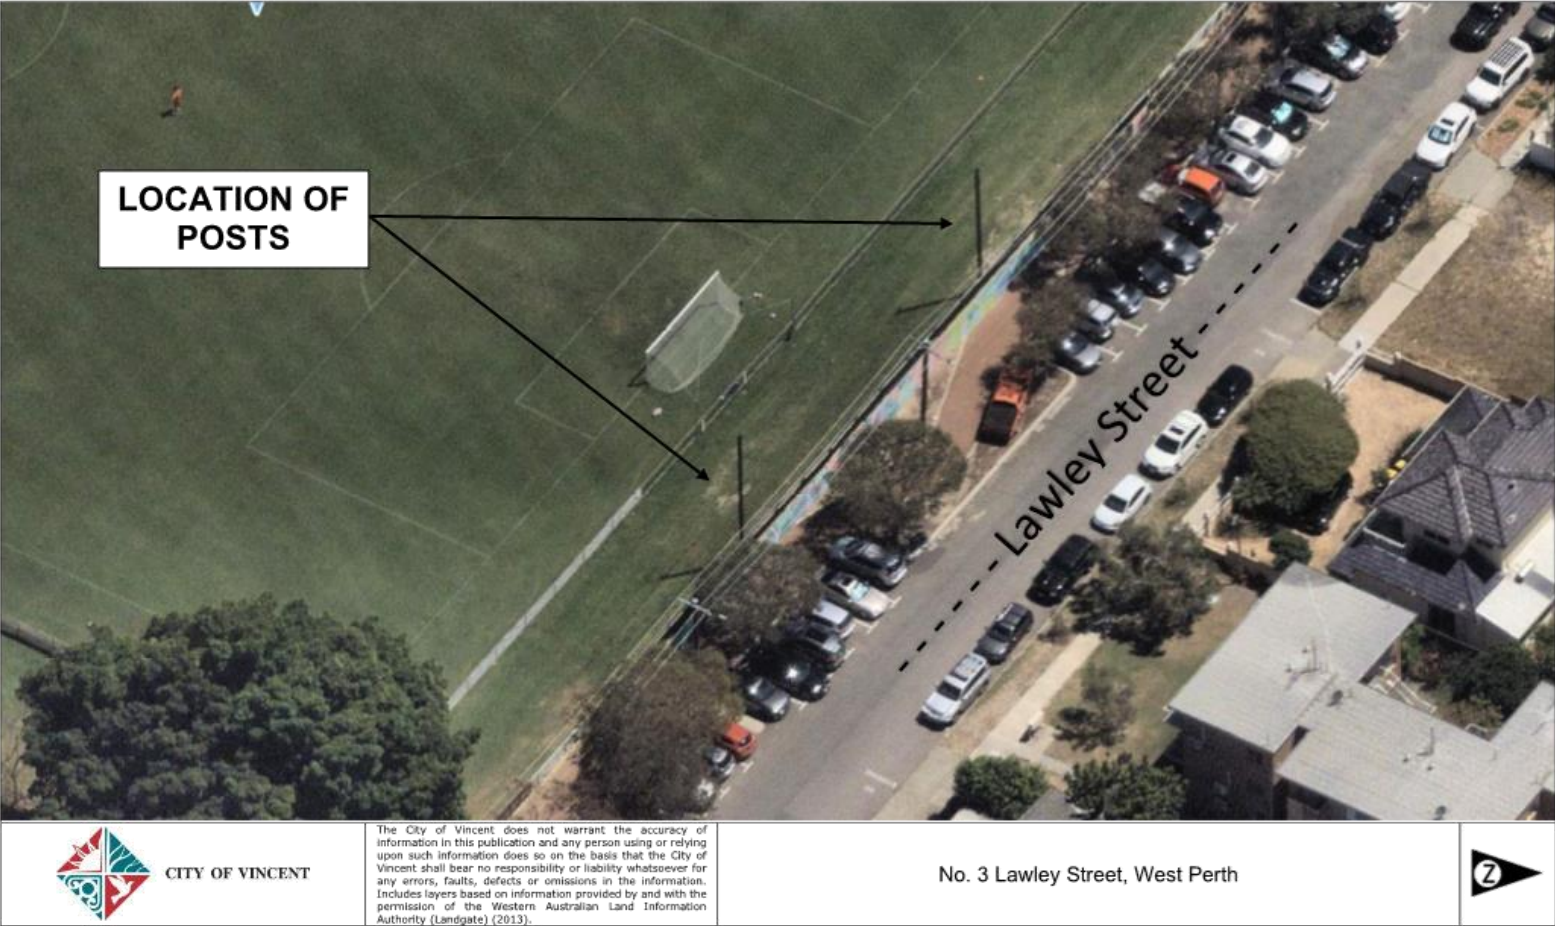 LOCATION OF
POSTS
Lawley Street
CITY OF VINCENT
The City of Vincent does not warrant the accuracy of
information in this publication and any person using or relying
upon such information does so on the basis that the City of
Vincent shall bear no responsibility or liability whatsoever for
any errors, faults, defects or omissions in the information.
Includes layers based on information provided by and with the
permission of the Western Australian Land Information
Authority (Landgate) (2013).
No. 3 Lawley Street, West Perth
N